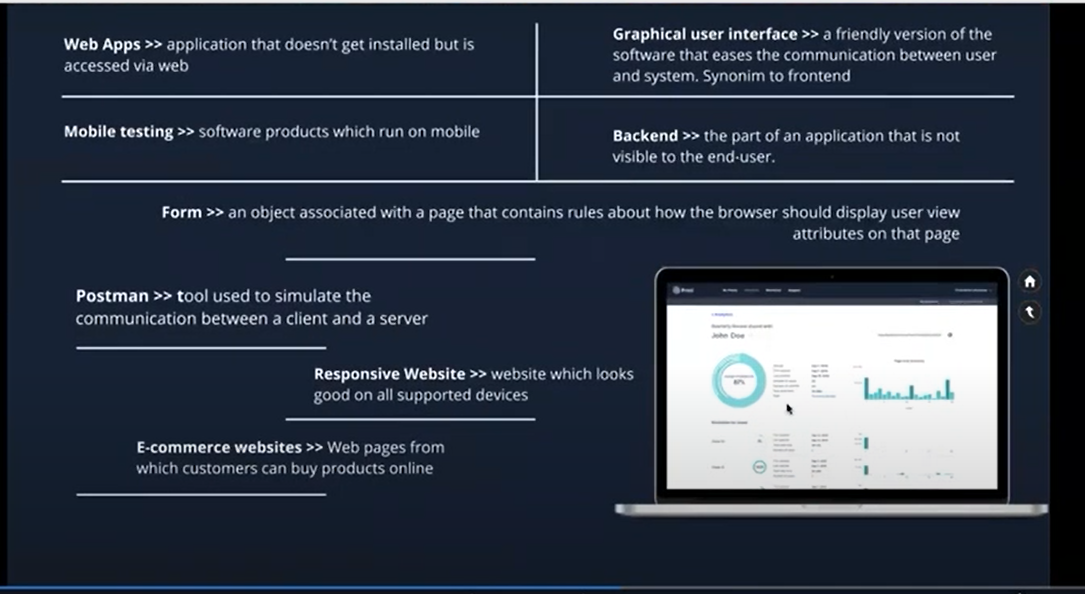 Web Apps >> application that doesn't get installed but is
accessed via web
Graphical user interface >> a friendly version of the
software that eases the communication between user
and system. Synonim to frontend
Mobile testing >> software products which run on mobile
Backend >> the part of an application that is not
visible to the end-user.
Form >> an object associated with a page that contains rules about how the browser should display user view
attributes on that page
Postman >> tool used to simulate the
communication between a client and a server
Responsive Website >> website which looks
good on all supported devices
E-commerce websites >> Web pages from
which customers can buy products online
John Doe